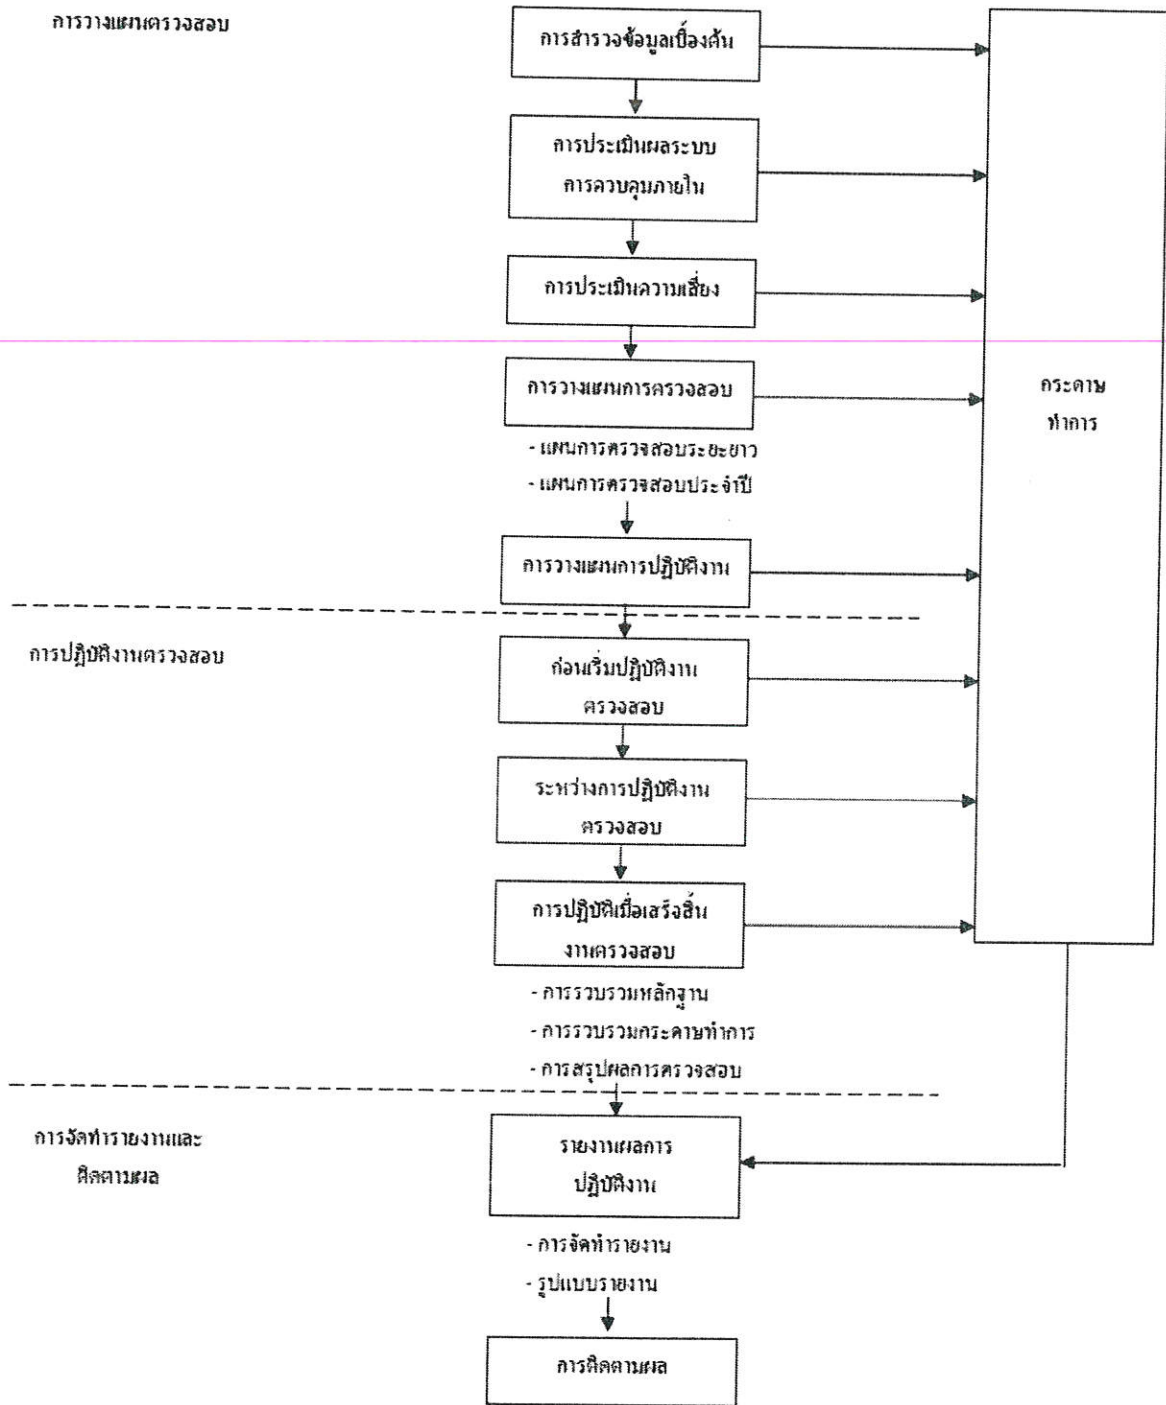 การวางแผนตรวจสอบ
การสำรวจข้อมูลเบื้องต้น
การประเมินผลระบบ
การควบคุมภายใน
การประเมินความเสี่ยง
การวางแผนการตรวจสอบ
- แผนการตรวจสอบระยะยาว
- แผนการตรวจสอบประจำปี
การวางแผนการปฏิบัติงาน
กระดาษ
ทำการ
การปฏิบัติงานตรวจสอบ
ก่อนเริ่มปฏิบัติงาน
ตรวจสอบ
ระหว่างการปฏิบัติงาน
ตรวจสอบ
การปฏิบัติเมื่อเสร็จสิ้น
งานตรวจสอบ
- การรวบรวมหลักฐาน
- การรวบรวมกระดาษทำการ
- การสรุปผลการตรวจสอบ
การจัดทำรายงานและ
ติดตามผล
รายงานผลการ
ปฏิบัติงาน
- การจัดทำรายงาน
- รูปแบบรายงาน
การติดตามผล